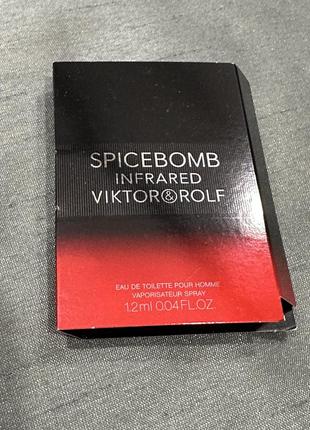 SPICEBOMB
INFRARED
VIKTOR&ROLF
EAU DE TOILETTE POUR HOMME
VAPORISATEUR SPRAY
1.2ml 0.04FL.OZ.